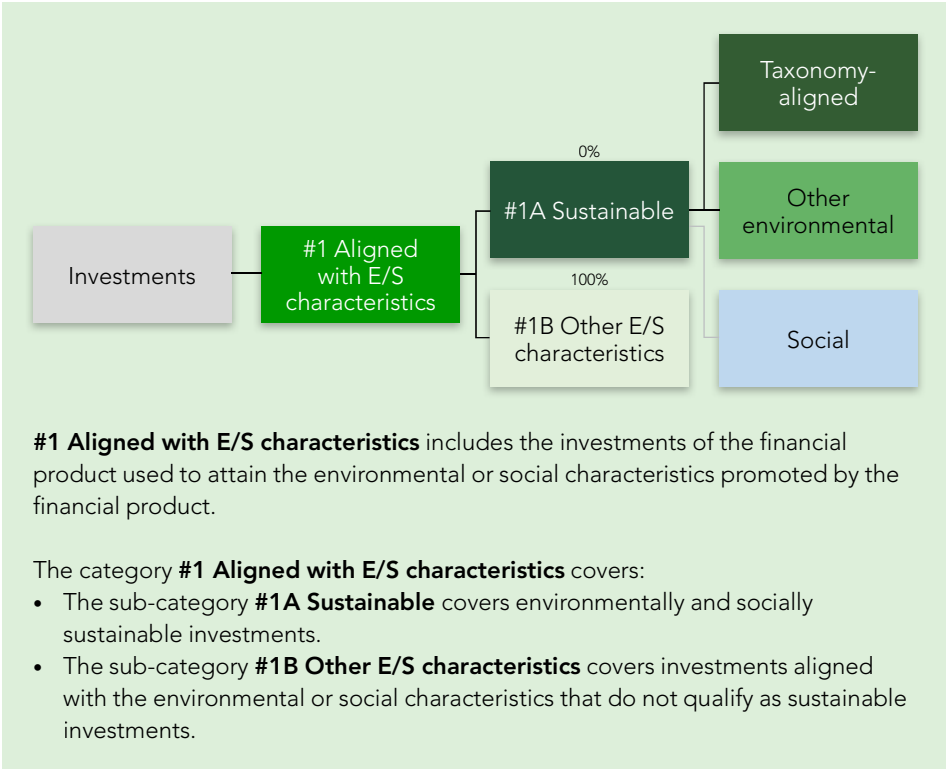 Taxonomy-
aligned
0%
#1A Sustainable
Other
environmental
#1 Aligned
with E/S
characteristics
Investments
100%
#1B Other E/S
characteristics
Social
#1 Aligned with E/S characteristics includes the investments of the financial
product used to attain the environmental or social characteristics promoted by the
financial product.
The category #1 Aligned with E/S characteristics covers:
• The sub-category #1A Sustainable covers environmentally and socially
sustainable investments.
• The sub-category #1B Other E/S characteristics covers investments aligned
with the environmental or social characteristics that do not qualify as sustainable
investments.